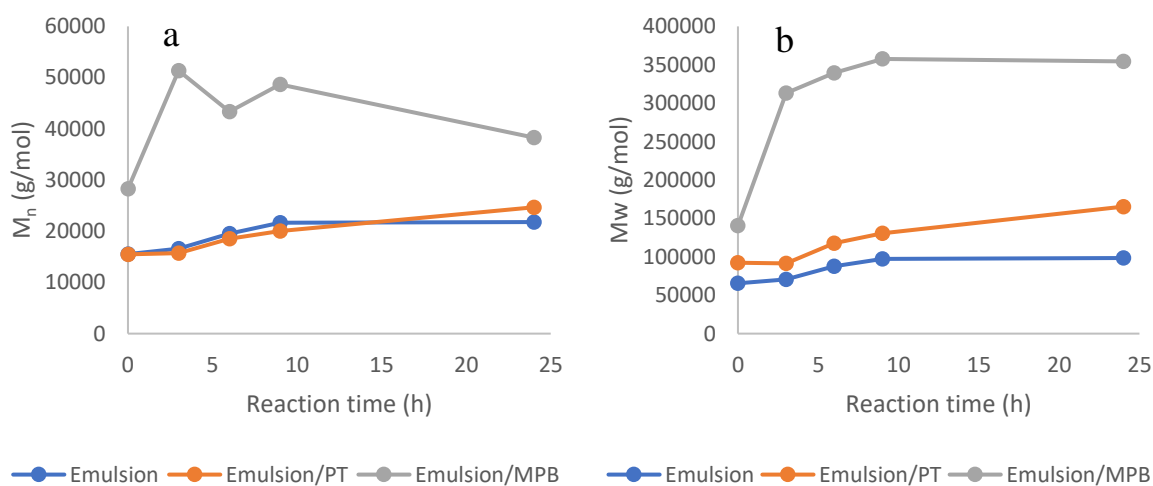 a
60000
50000
40000
30000
20000
10000
0
Mₙ (g/mol)
0 5 10 15 20 25
Reaction time (h)
Emulsion Emulsion/PT Emulsion/MPB
b
400000
350000
300000
250000
200000
150000
100000
50000
0
Mw (g/mol)
0 5 10 15 20 25
Reaction time (h)
Emulsion Emulsion/PT Emulsion/MPB